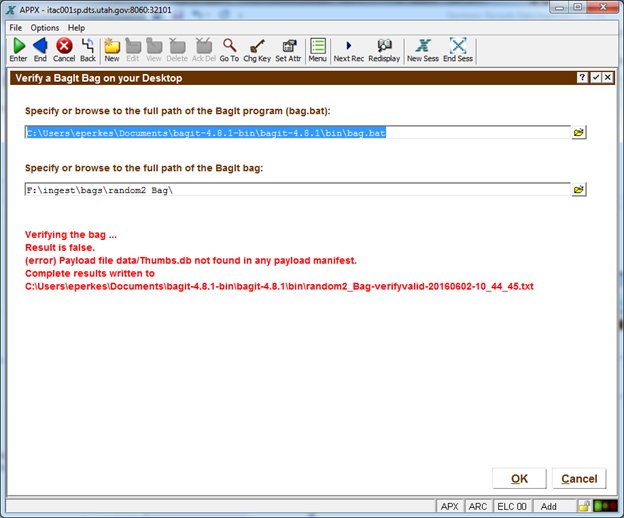 APPX - itac001sp.dts.utah.gov:8060:32101
File Options Help
Enter End Cancel Back New Edit View Delete Ack Del Go To Chg Key Set Attr Menu Next Rec Redisplay New Sess End Sess
Verify a BagIt Bag on your Desktop
Specify or browse to the full path of the BagIt program (bag.bat):
C:\Users\eperkes\Documents\bagit-4.8.1-bin\bagit-4.8.1\bin\bag.bat
Specify or browse to the full path of the BagIt bag:
F:\ingest\bags\random2 Bag\
Verifying the bag ...
Result is false.
(error) Payload file data/Thumbs.db not found in any payload manifest.
Complete results written to
C:\Users\eperkes\Documents\bagit-4.8.1-bin\bagit-4.8.1\bin\random2_Bag-verifyvalid-20160602-10_44_45.txt
OK Cancel
APX ARC ELC 00 Add